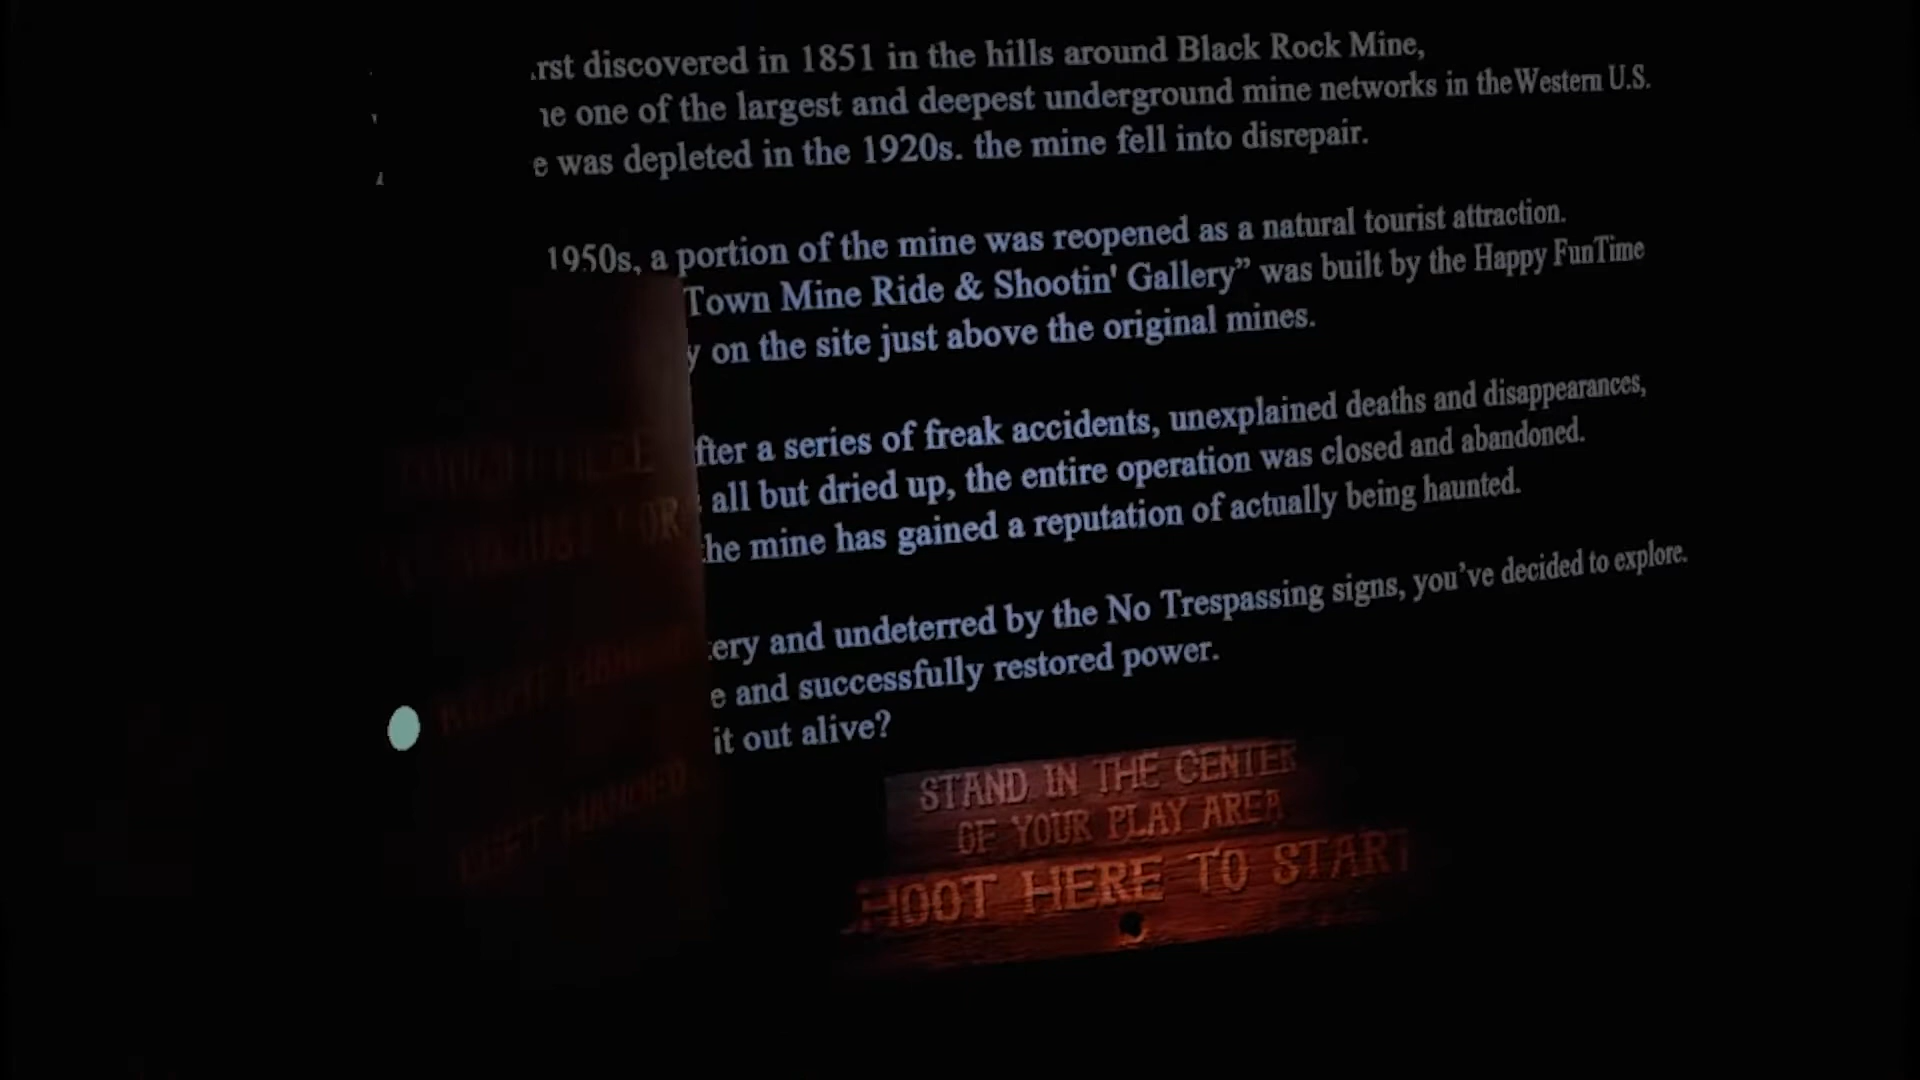 rst discovered in 1851 in the hills around Black Rock Mine,
one of the largest and deepest underground mine networks in the Western U.S.
was depleted in the 1920s. the mine fell into disrepair.
1950s, a portion of the mine was reopened as a natural tourist attraction.
Town Mine Ride & Shootin' Gallery” was built by the Happy FunTime
y on the site just above the original mines.
fter a series of freak accidents, unexplained deaths and disappearances,
all but dried up, the entire operation was closed and abandoned.
he mine has gained a reputation of actually being haunted.
ery and undeterred by the No Trespassing signs, you’ve decided to explore.
e and successfully restored power.
it out alive?
STAND IN THE CENTER
OF YOUR PLAY AREA
HOOT HERE TO START